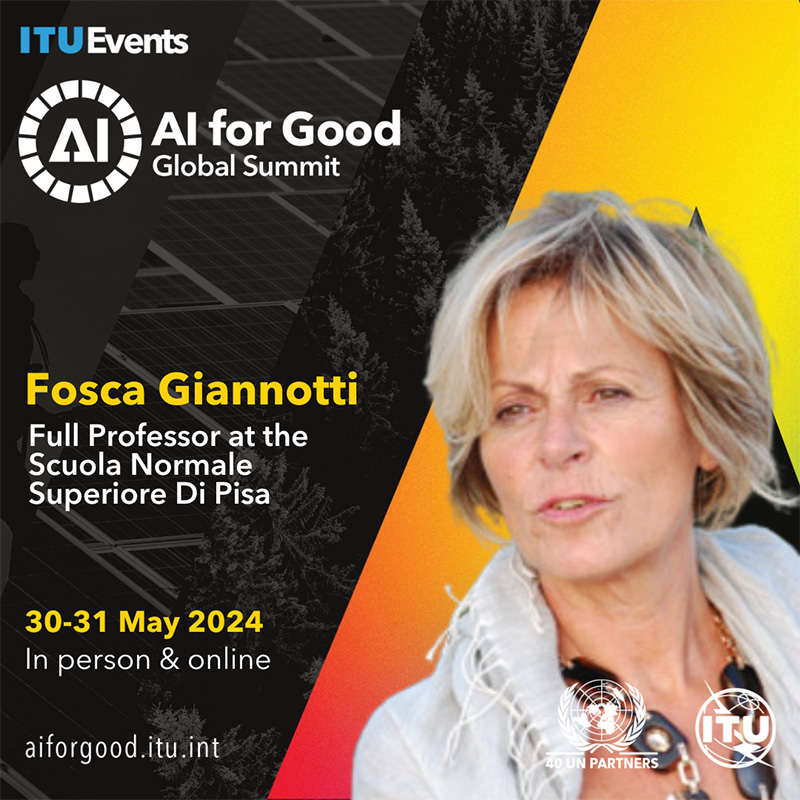 ITUEvents
AI
AI for Good
Global Summit
Fosca Giannotti
Full Professor at the
Scuola Normale
Superiore Di Pisa
30-31 May 2024
In person & online
aiforgood.itu.int
40 UN PARTNERS
ITU